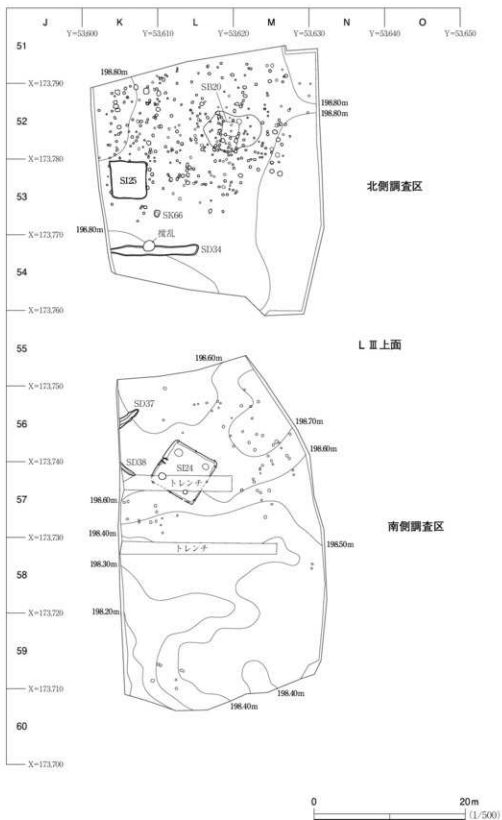 J K L M N O
Y=53,600 Y=53,610 Y=53,620 Y=53,630 Y=53,640 Y=53,650
51
X=173,790
198.80m
SB20
198.80m
198.80m
52
北側調査区
X=173,780
SI25
53
SK66
撹乱
198.80m
X=173,770
SD34
54
X=173,760
55
LⅢ上面
198.60m
X=173,750
SD37
198.70m
56
198.60m
X=173,740
SD38
SI24
トレンチ
57
198.60m
南側調査区
198.40m
X=173,730
トレンチ
198.50m
58
198.30m
198.20m
X=173,720
59
X=173,710
198.40m
198.40m
60
X=173,700
0 20m
(1/500)